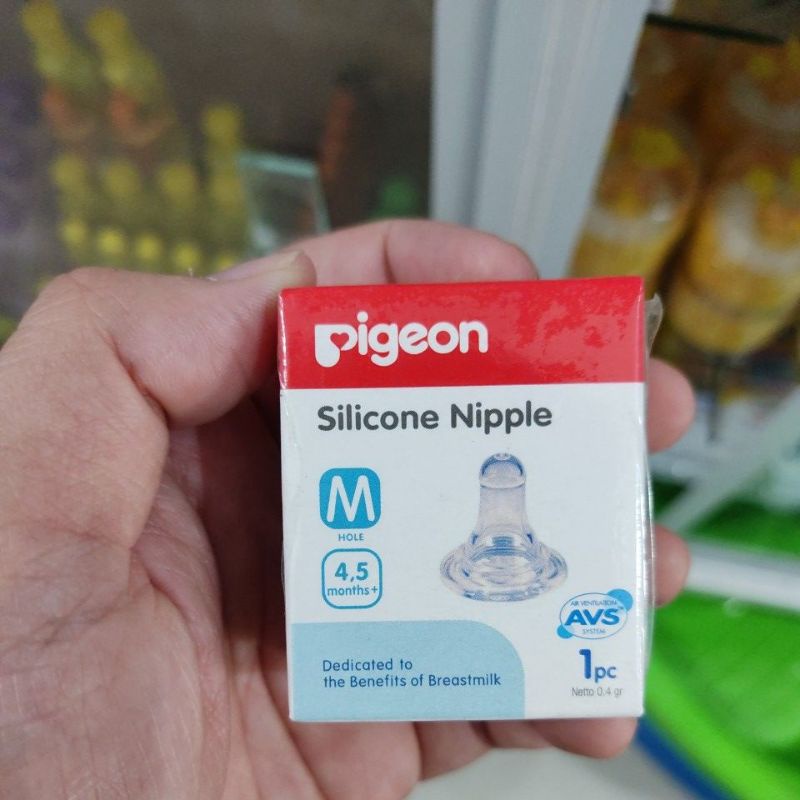 pigeon
Silicone Nipple
M
HOLE
4,5
months+
AIR VENTILATION
AVS
SYSTEM
Dedicated to
the Benefits of Breastmilk
1pc
Netto 0.4 gr